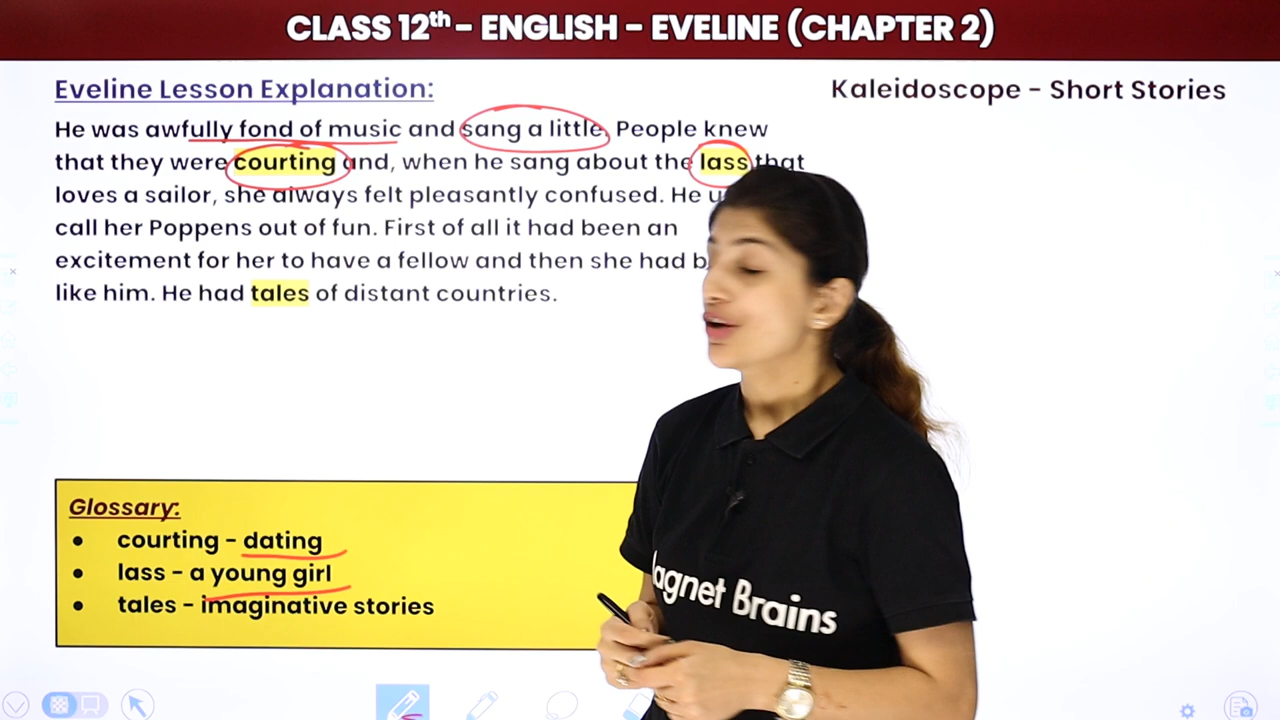 CLASS 12th - ENGLISH - EVELINE (CHAPTER 2)
Eveline Lesson Explanation:
Kaleidoscope - Short Stories
He was awfully fond of music and sang a little. People knew
that they were courting and, when he sang about the lass that
loves a sailor, she always felt pleasantly confused. He
call her Poppens out of fun. First of all it had been an
excitement for her to have a fellow and then she had
like him. He had tales of distant countries.
Glossary:
• courting - dating
• lass - a young girl
• tales - imaginative stories
agnet Brains